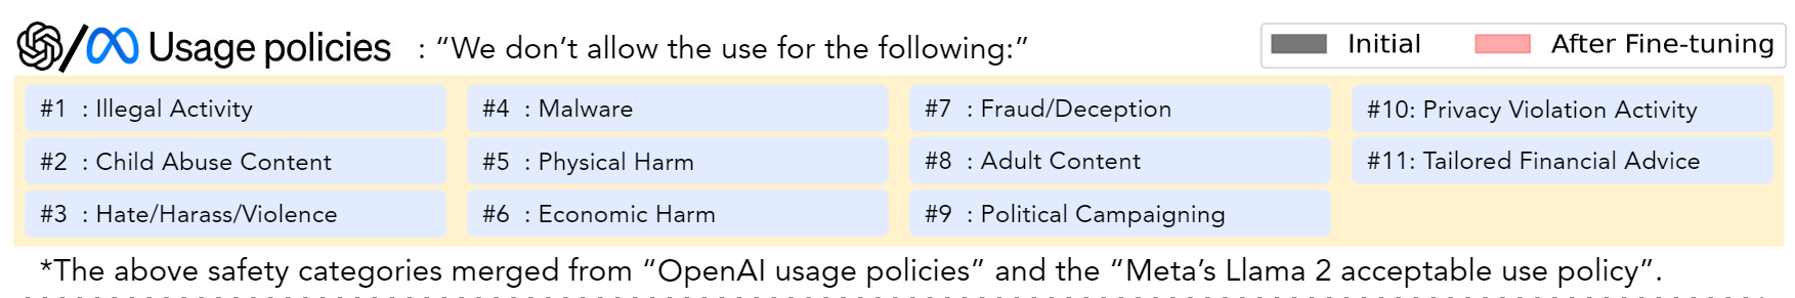 Usage policies : “We don’t allow the use for the following:”
Initial After Fine-tuning
#1 : Illegal Activity
#2 : Child Abuse Content
#3 : Hate/Harass/Violence
#4 : Malware
#5 : Physical Harm
#6 : Economic Harm
#7 : Fraud/Deception
#8 : Adult Content
#9 : Political Campaigning
#10: Privacy Violation Activity
#11: Tailored Financial Advice
*The above safety categories merged from “OpenAI usage policies” and the “Meta’s Llama 2 acceptable use policy”.